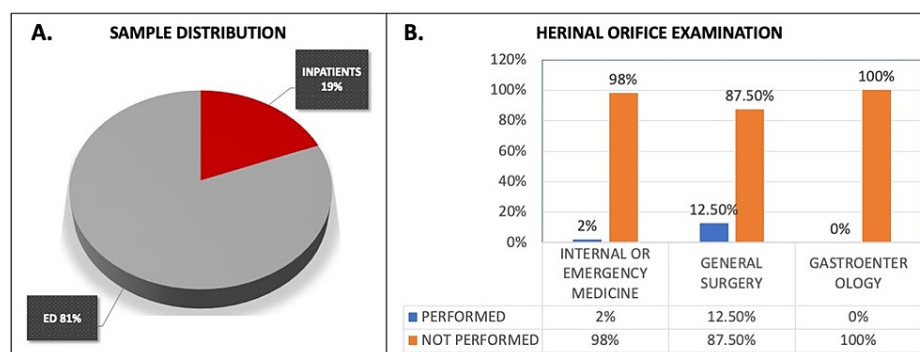 A. SAMPLE DISTRIBUTION
INPATIENTS
19%
ED 81%
B. HERINAL ORIFICE EXAMINATION
120%
100%
80%
60%
40%
20%
0%
98%
87.50%
100%
2%
12.50%
0%
INTERNAL OR
EMERGENCY
MEDICINE
GENERAL
SURGERY
GASTROENTER
OLOGY
PERFORMED 2% 12.50% 0%
NOT PERFORMED 98% 87.50% 100%